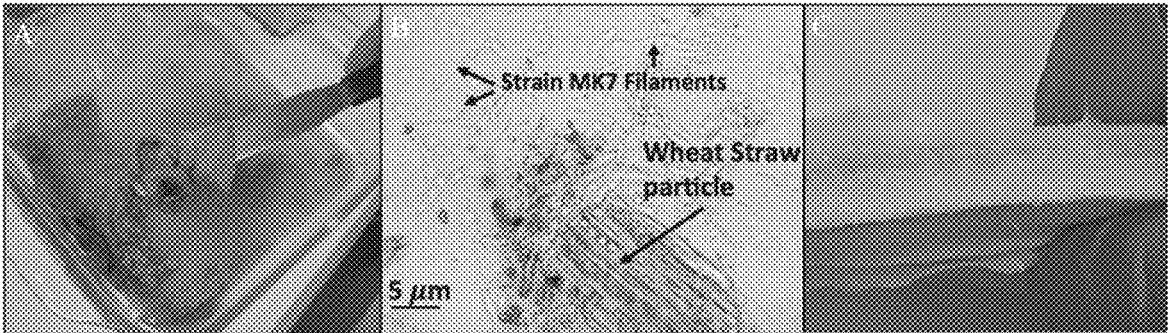 A
B
Strain MK7 Filaments
Wheat Straw
particle
5 μm